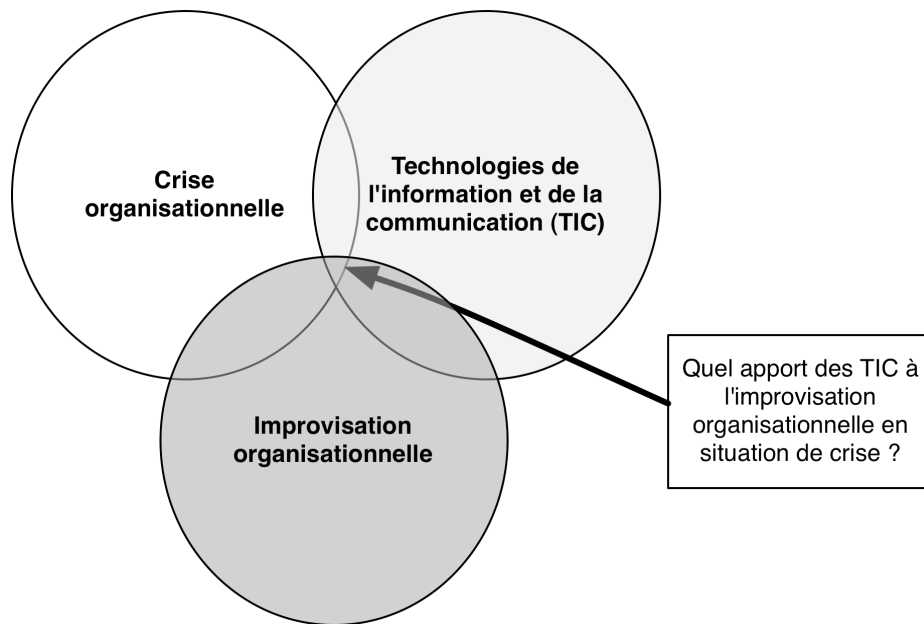 Crise
organisationnelle
Technologies de
l'information et de la
communication (TIC)
Improvisation
organisationnelle
Quel apport des TIC à
l'improvisation
organisationnelle en
situation de crise ?